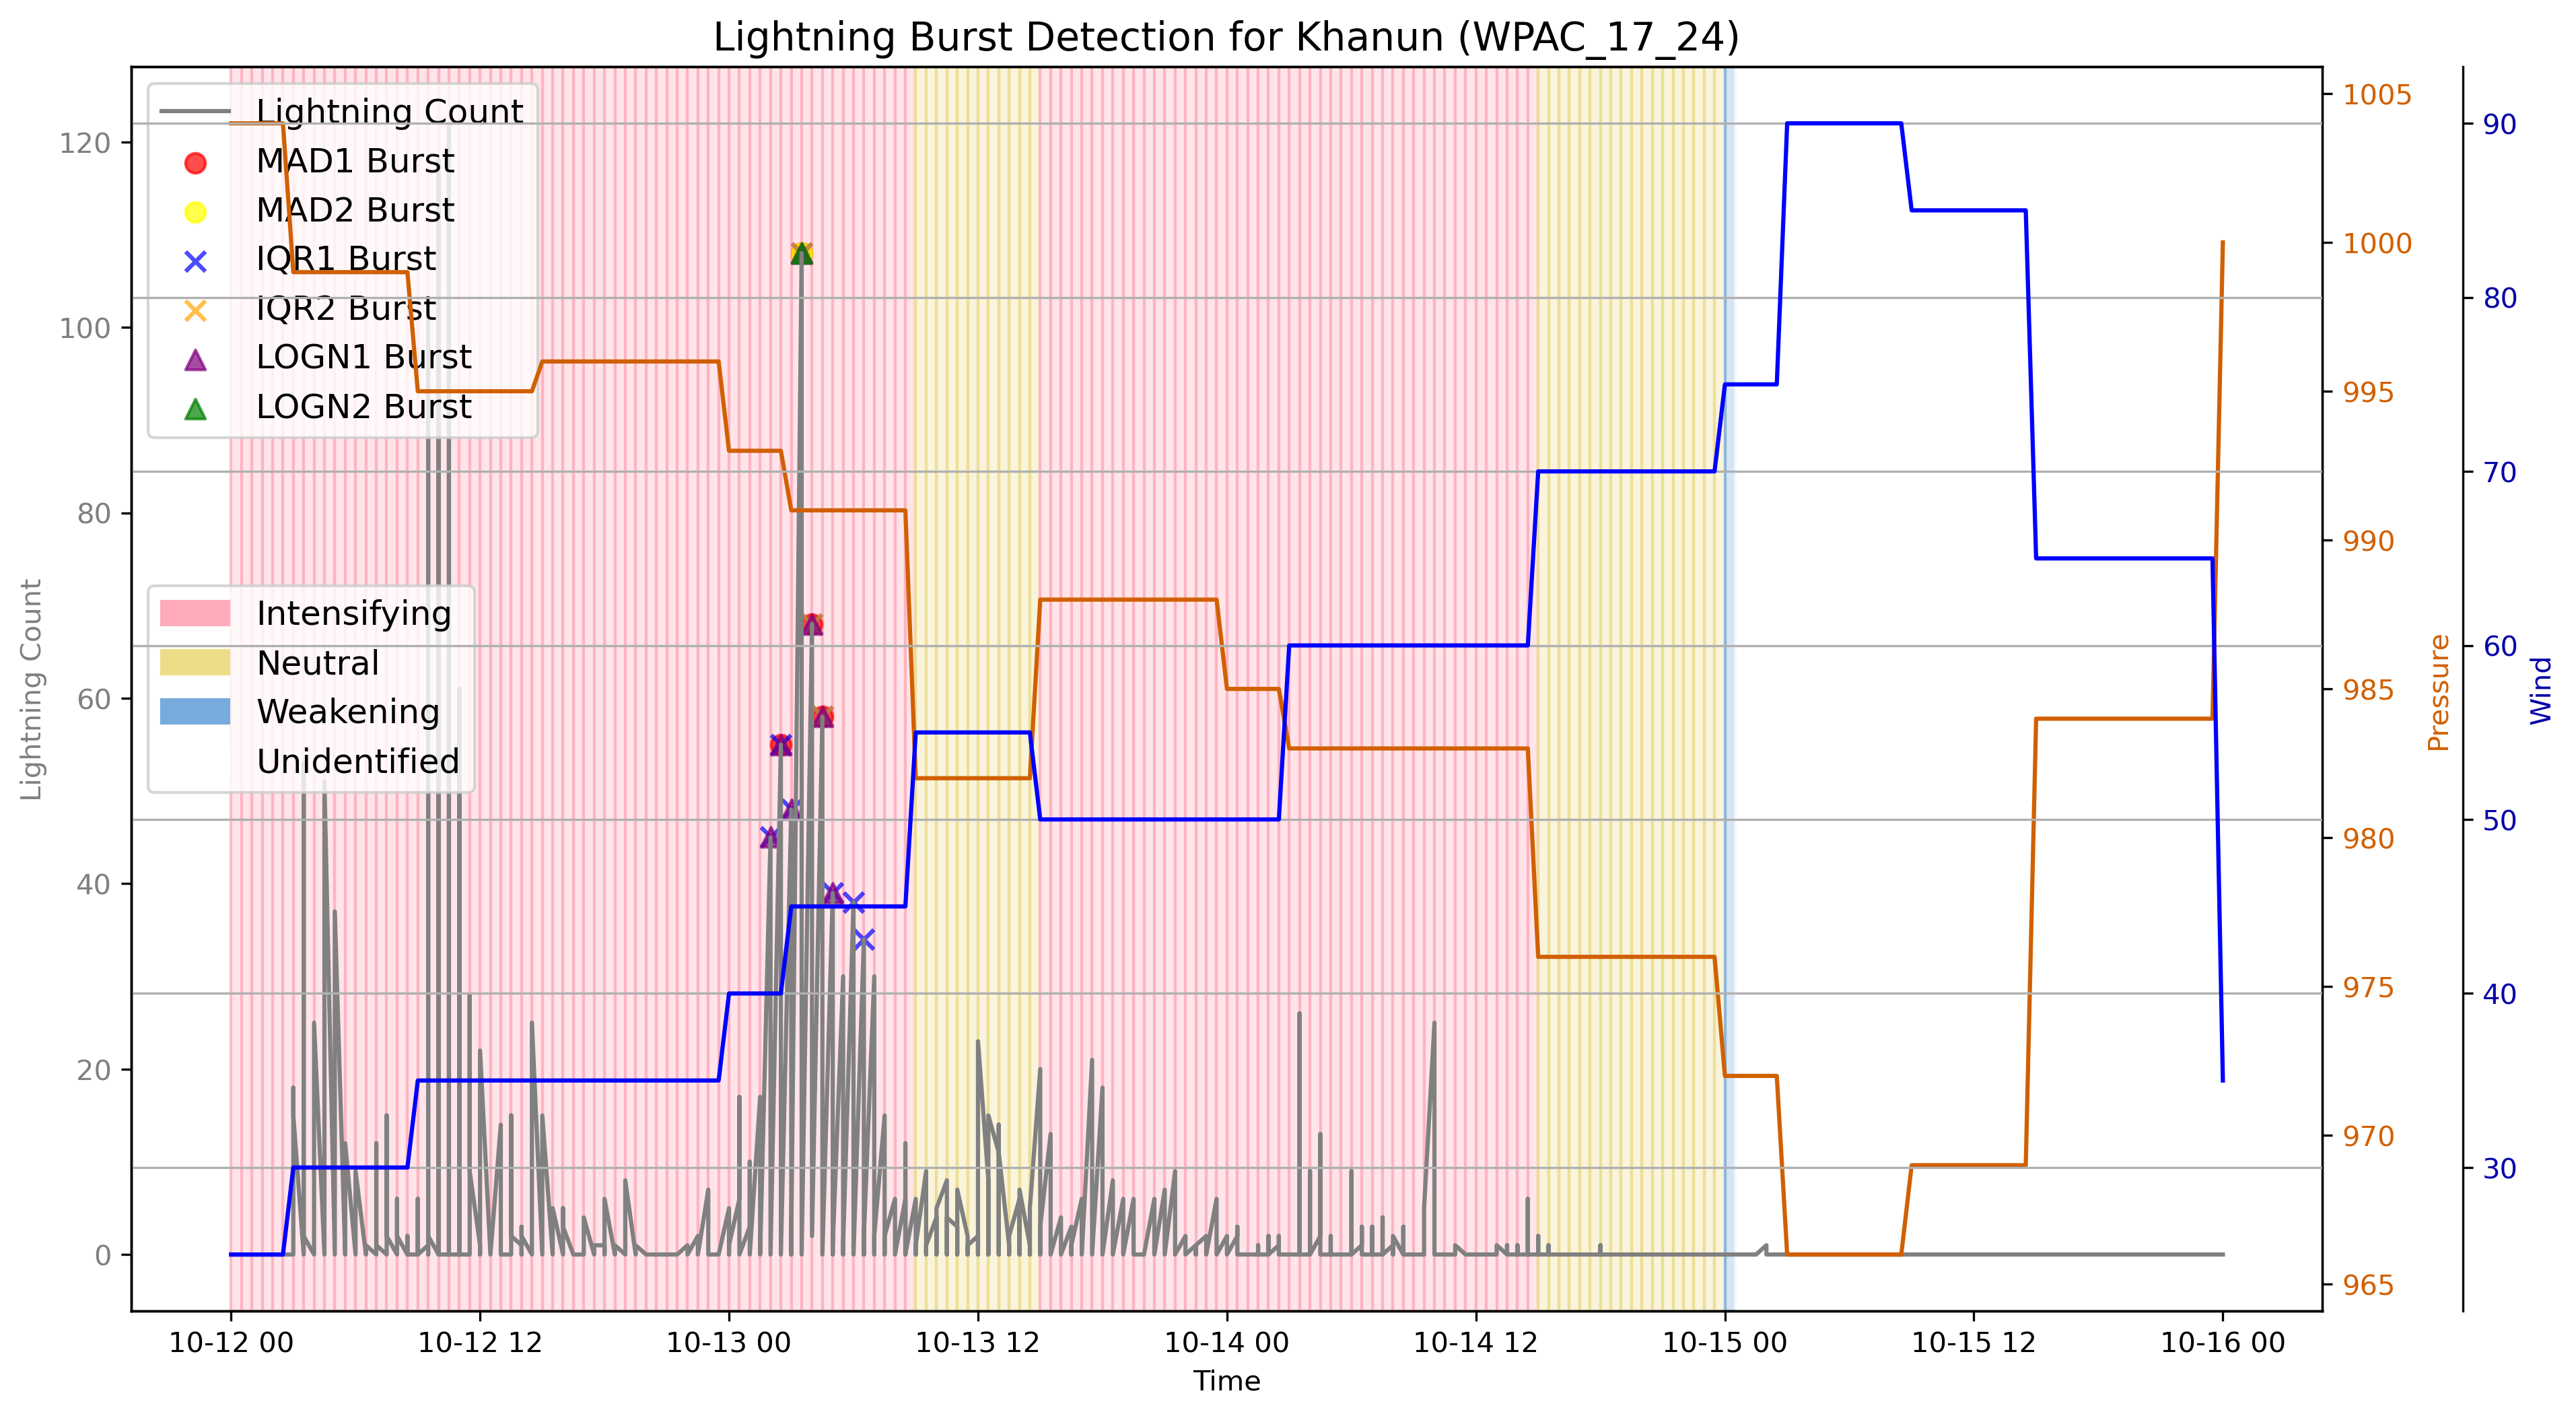 Lightning Burst Detection for Khanun (WPAC_17_24)
Lightning Count
MAD1 Burst
MAD2 Burst
IQR1 Burst
IQR2 Burst
LOGN1 Burst
LOGN2 Burst
Intensifying
Neutral
Weakening
Unidentified
Lightning Count
120
100
80
60
40
20
0
1005
1000
995
990
985
980
975
970
965
Pressure
90
80
70
60
50
40
30
Wind
10-12 00
10-12 12
10-13 00
10-13 12
10-14 00
10-14 12
10-15 00
10-15 12
10-16 00
Time